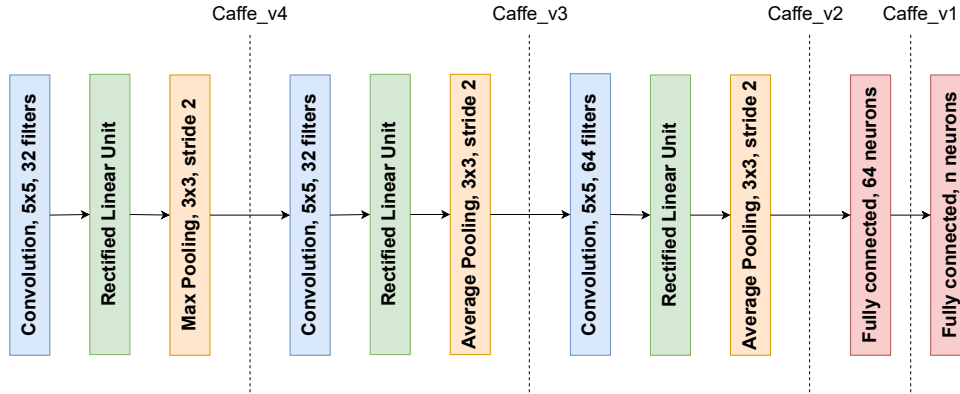 Caffe_v4
Caffe_v3
Caffe_v2
Caffe_v1
Convolution, 5x5, 32 filters
Rectified Linear Unit
Max Pooling, 3x3, stride 2
Convolution, 5x5, 32 filters
Rectified Linear Unit
Average Pooling, 3x3, stride 2
Convolution, 5x5, 64 filters
Rectified Linear Unit
Average Pooling, 3x3, stride 2
Fully connected, 64 neurons
Fully connected, n neurons